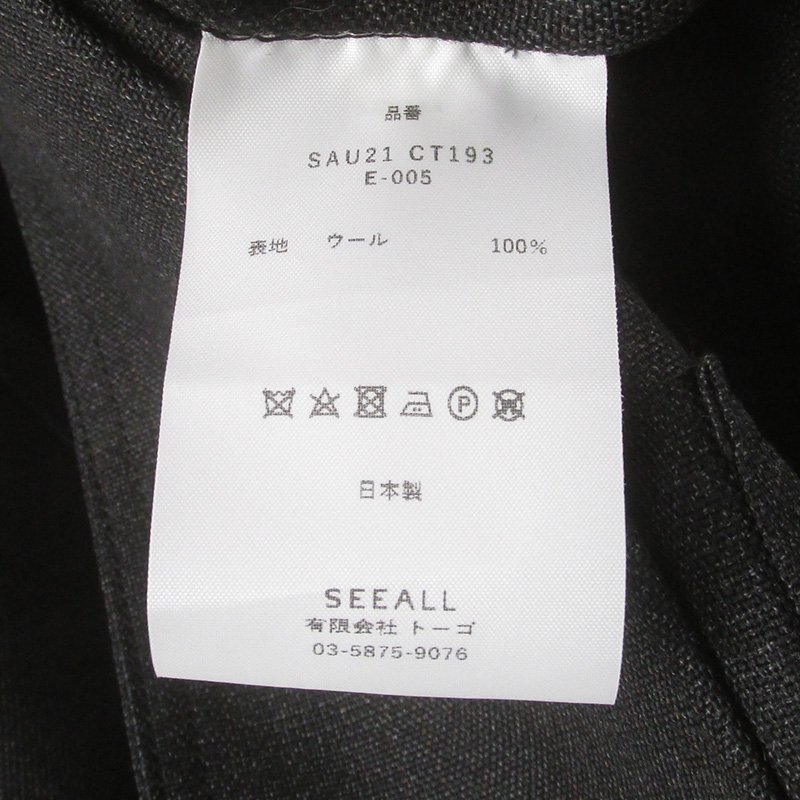 品番
SAU21 CT193
E-005
表地 ウール 100%
P W
日本製
SEEALL
有限会社 トーゴ
03-5875-9076